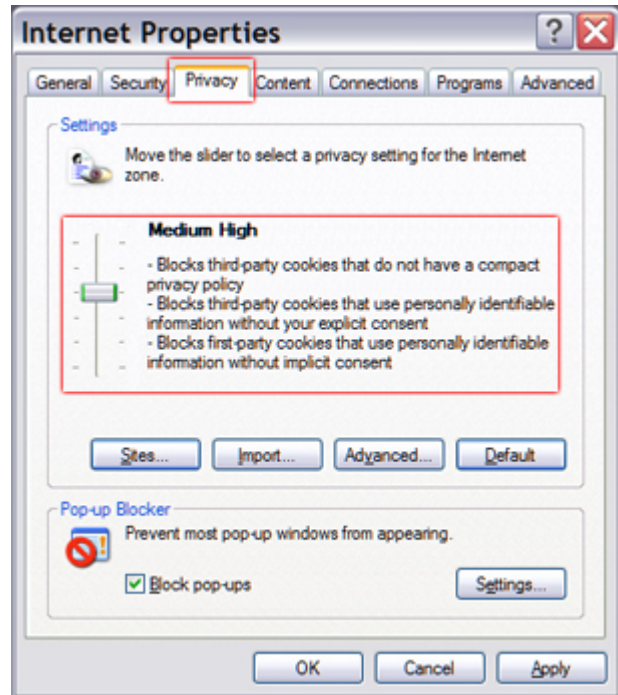 Internet Properties
General Security Privacy Content Connections Programs Advanced
Settings
Move the slider to select a privacy setting for the Internet
zone.
Medium High
- Blocks third-party cookies that do not have a compact
privacy policy
- Blocks third-party cookies that use personally identifiable
information without your explicit consent
- Blocks first-party cookies that use personally identifiable
information without implicit consent
Sites... Import... Advanced... Default
Pop-up Blocker
Prevent most pop-up windows from appearing.
Block pop-ups Settings...
OK Cancel Apply